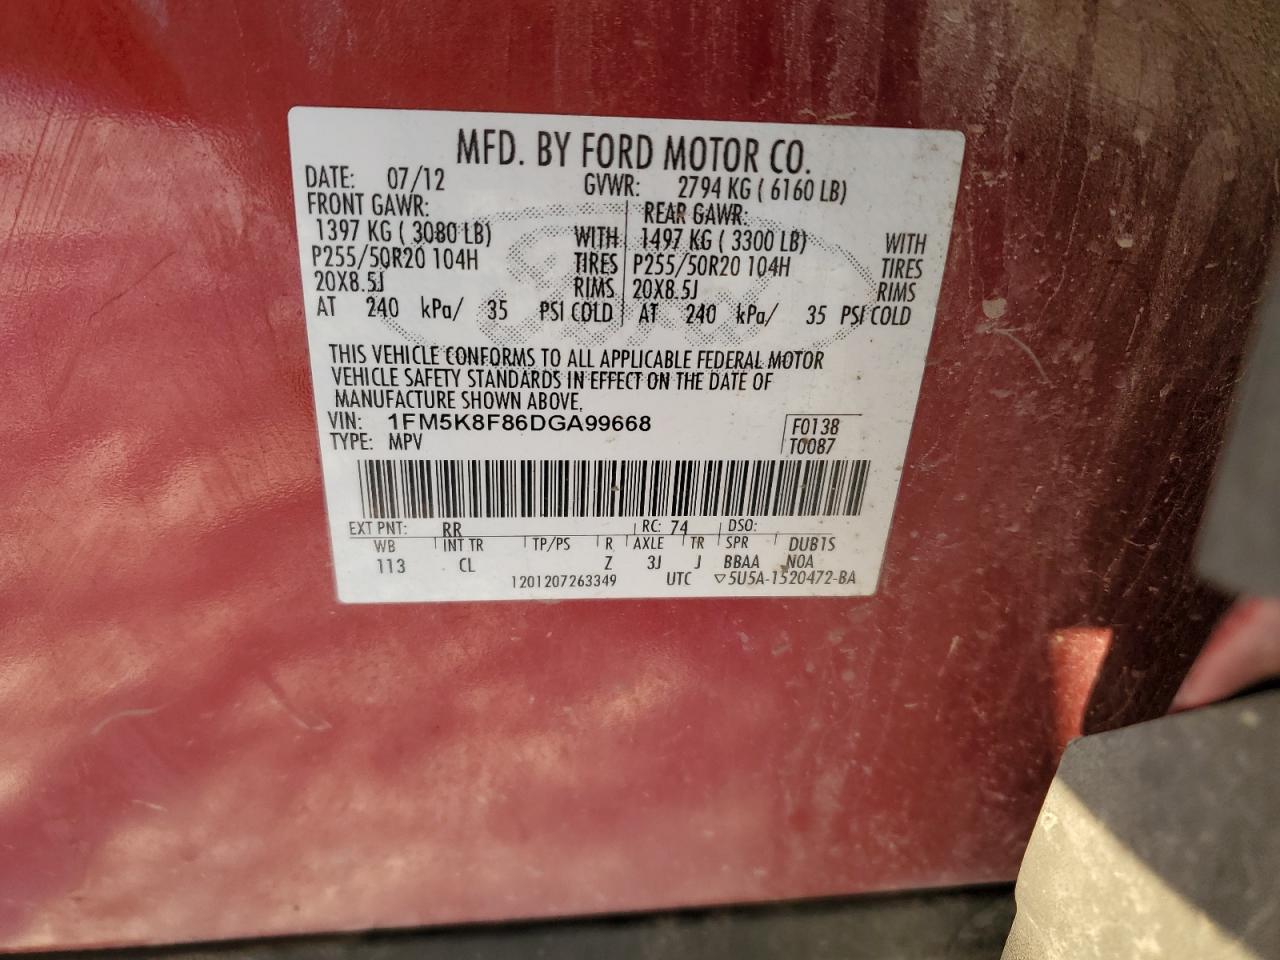 MFD. BY FORD MOTOR CO.
DATE: 07/12 GVWR: 2794 KG ( 6160 LB)
FRONT GAWR: REAR GAWR:
1397 KG ( 3080 LB) WITH 1497 KG ( 3300 LB) WITH
P255/50R20 104H TIRES P255/50R20 104H TIRES
20X8.5J RIMS 20X8.5J RIMS
AT 240 kPa/ 35 PSI COLD AT 240 kPa/ 35 PSI COLD
THIS VEHICLE CONFORMS TO ALL APPLICABLE FEDERAL MOTOR
VEHICLE SAFETY STANDARDS IN EFFECT ON THE DATE OF
MANUFACTURE SHOWN ABOVE.
VIN: 1FM5K8F86DGA99668 F0138
TYPE: MPV T0087
EXT PNT: RR RC: 74 DSO:
WB INT TR TP/PS R AXLE TR SPR DUB1S
113 CL Z 3J J BBAA NOA
1201207263349 UTC ▽5U5A-1520472-BA